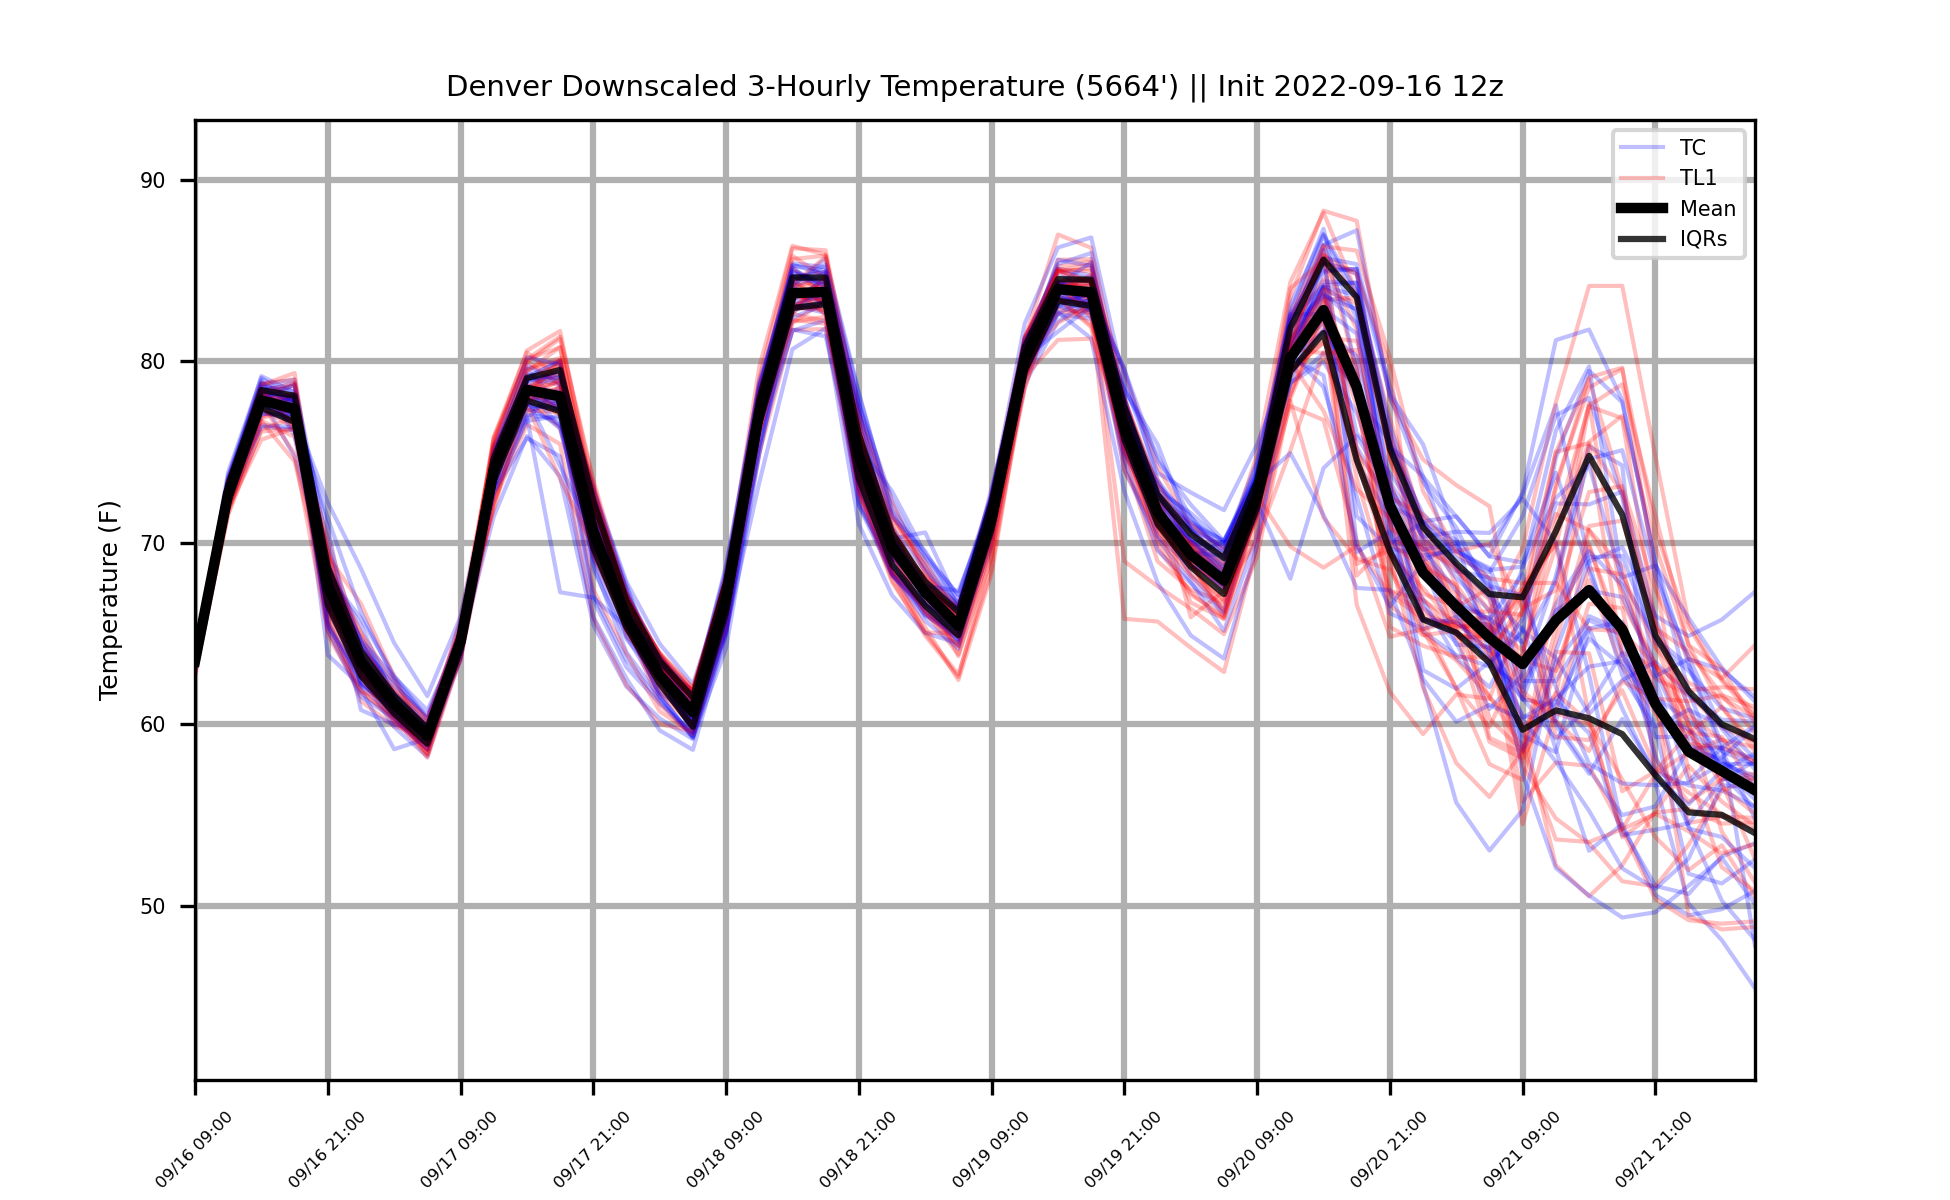 Denver Downscaled 3-Hourly Temperature (5664') || Init 2022-09-16 12z
TC
TL1
Mean
IQRs
Temperature (F)
90
80
70
60
50
09/16 09:00
09/16 21:00
09/17 09:00
09/17 21:00
09/18 09:00
09/18 21:00
09/19 09:00
09/19 21:00
09/20 09:00
09/20 21:00
09/21 09:00
09/21 21:00